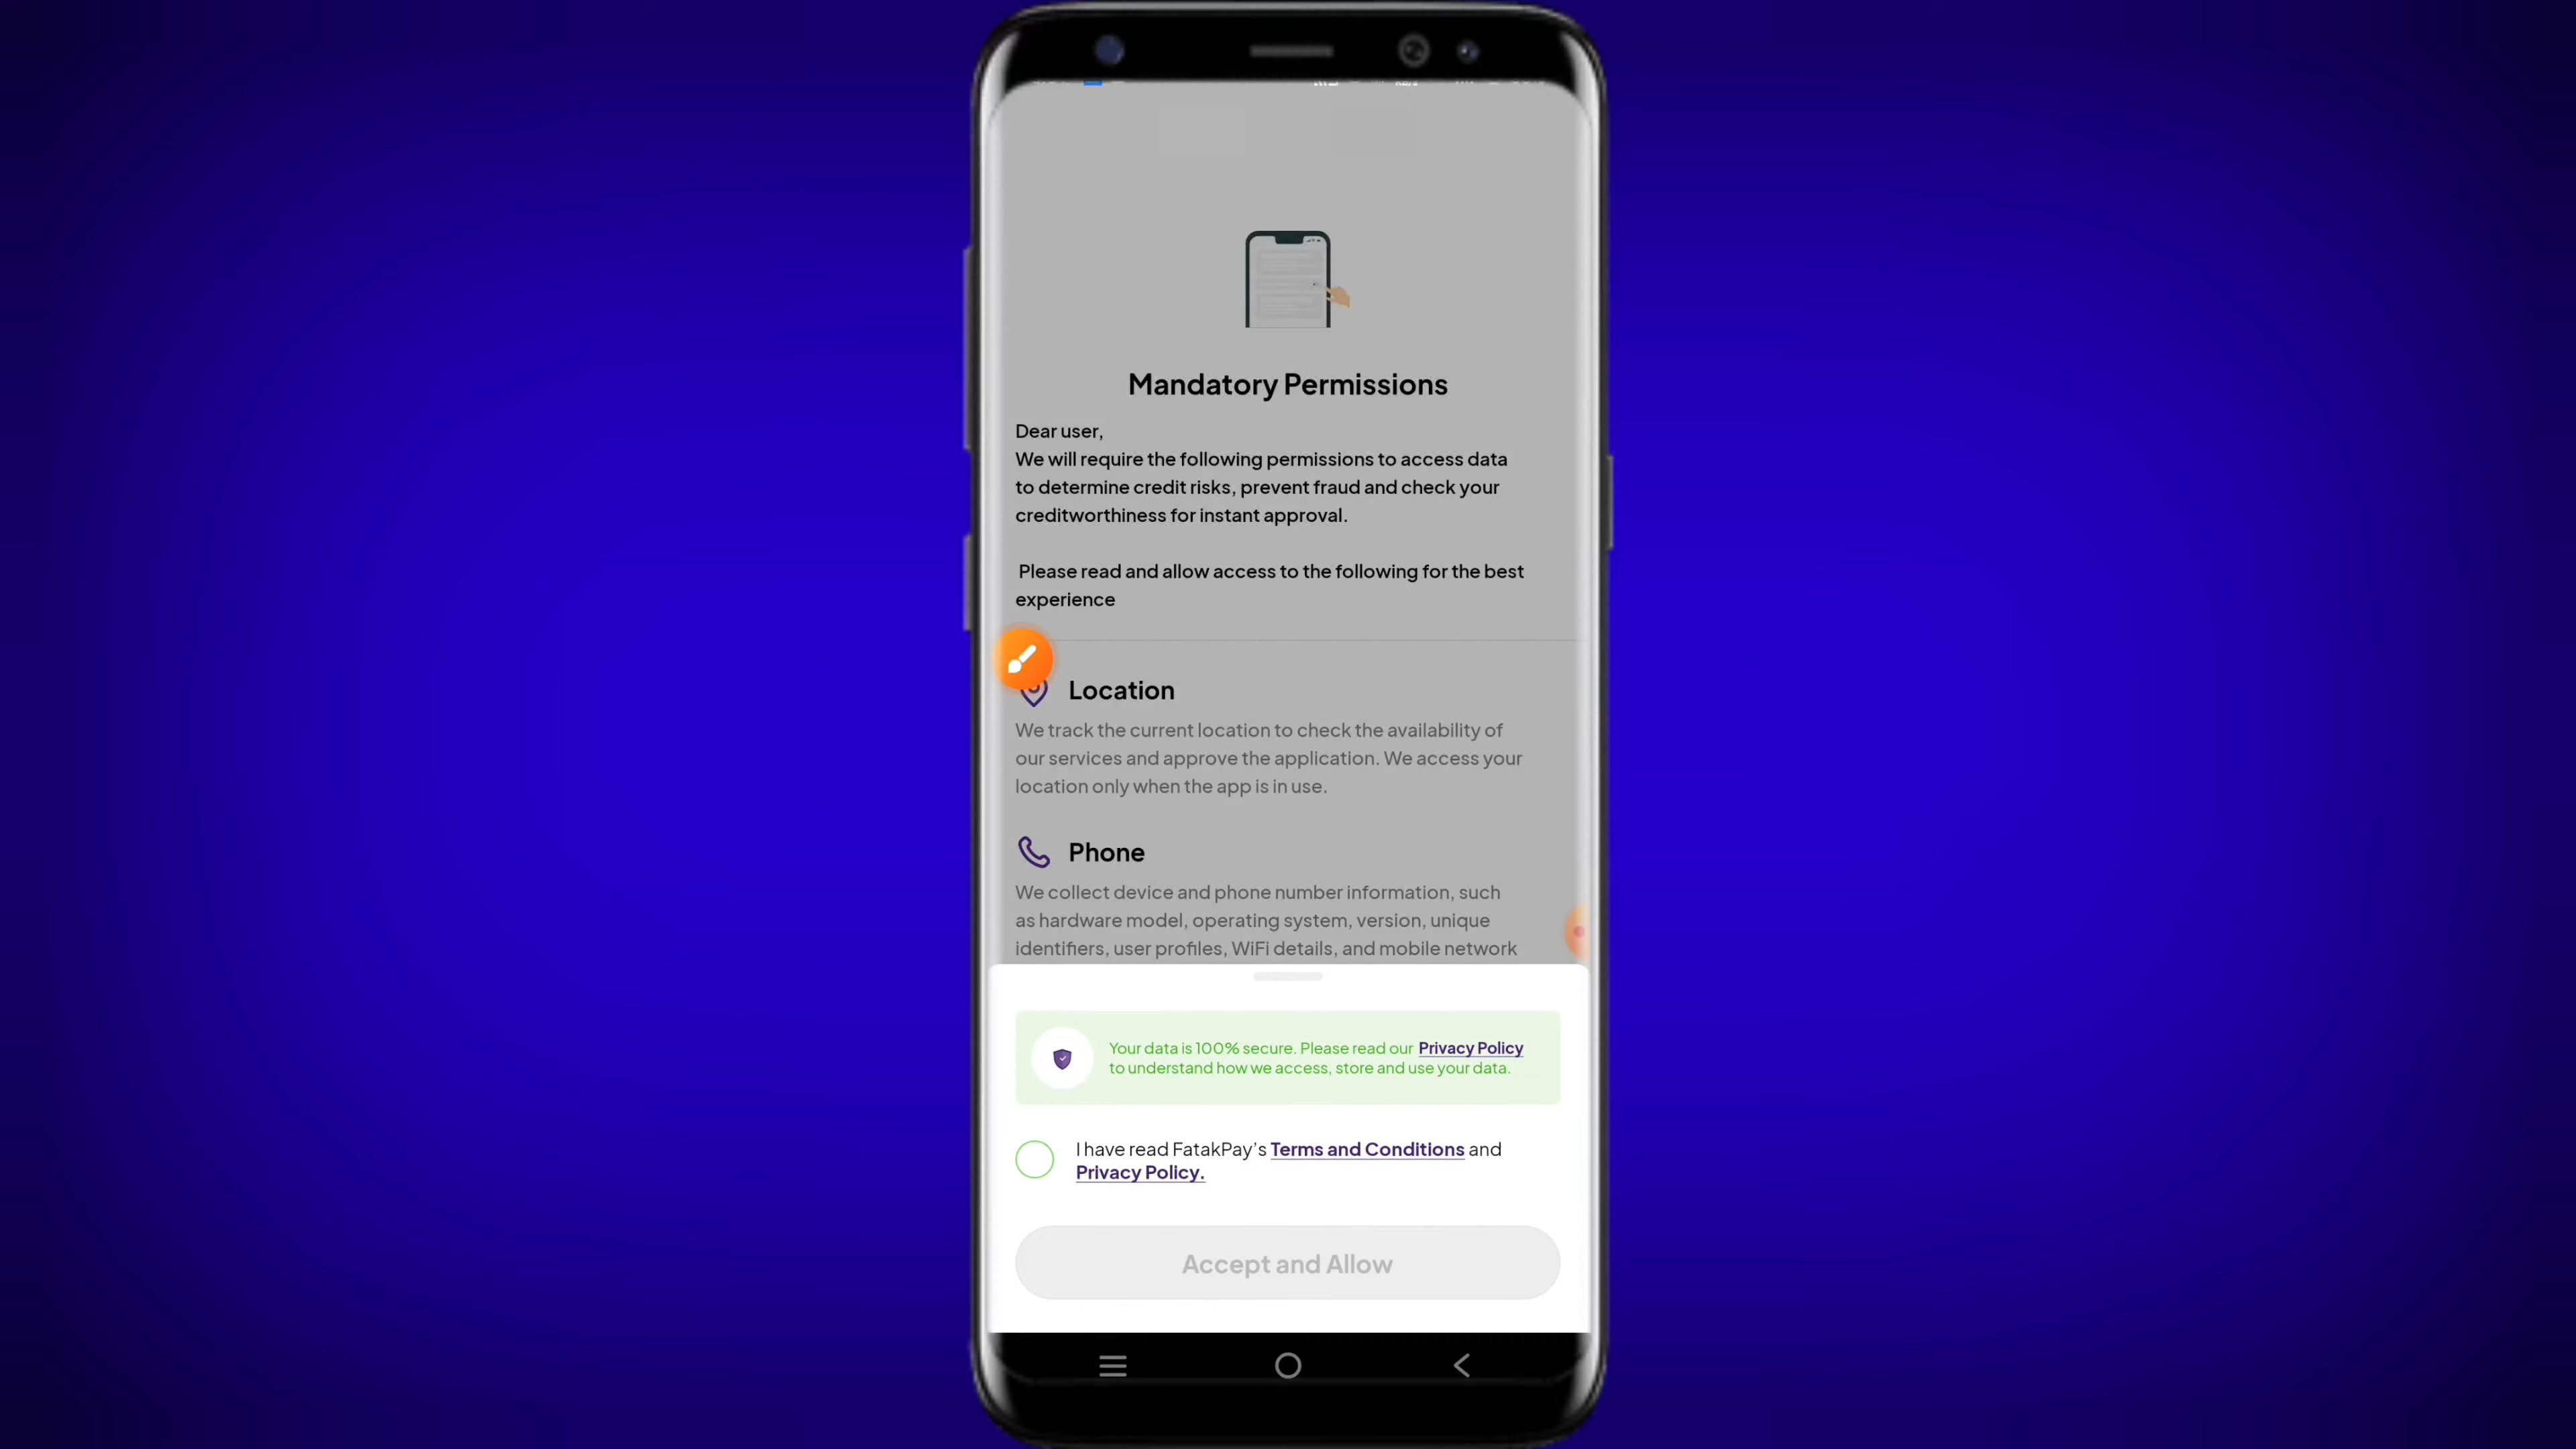 Mandatory Permissions
Dear user,
We will require the following permissions to access data
to determine credit risks, prevent fraud and check your
creditworthiness for instant approval.
Please read and allow access to the following for the best
experience
Location
We track the current location to check the availability of
our services and approve the application. We access your
location only when the app is in use.
Phone
We collect device and phone number information, such
as hardware model, operating system, version, unique
identifiers, user profiles, WiFi details, and mobile network
Your data is 100% secure. Please read our Privacy Policy
to understand how we access, store and use your data.
I have read FatakPay's Terms and Conditions and
Privacy Policy.
Accept and Allow